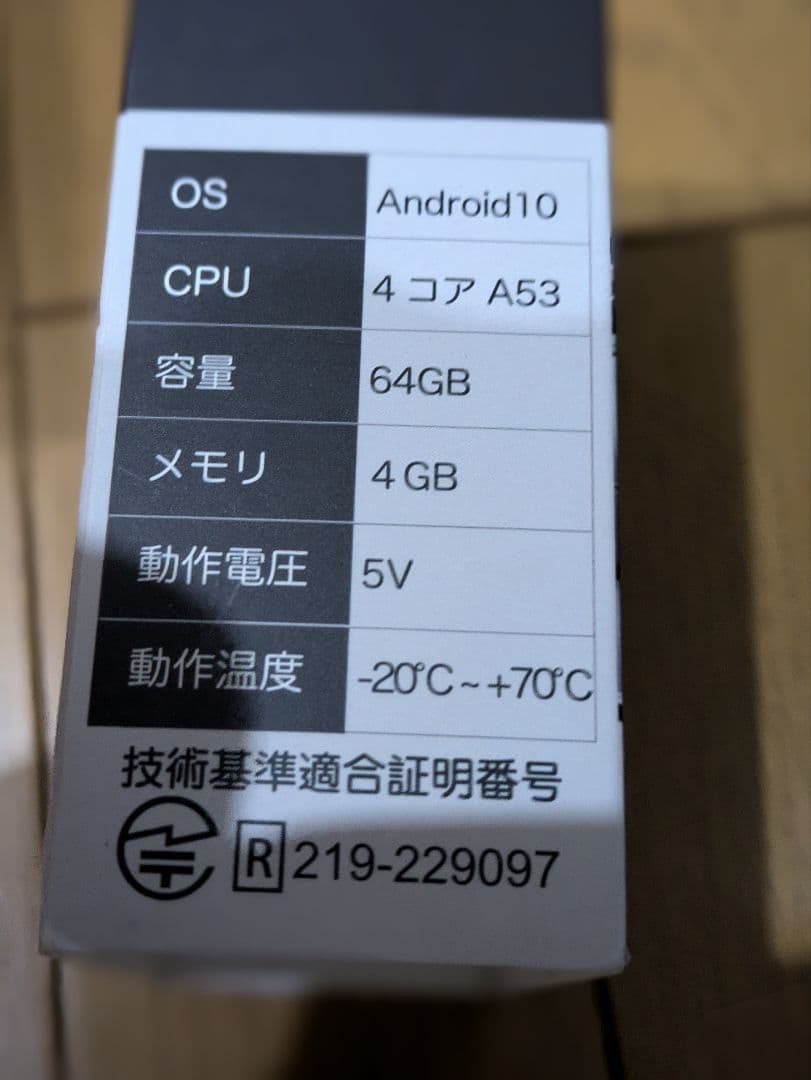 OS Android10
CPU 4コア A53
容量 64GB
メモリ 4GB
動作電圧 5V
動作温度 -20℃~+70℃
技術基準適合証明番号
R 219-229097